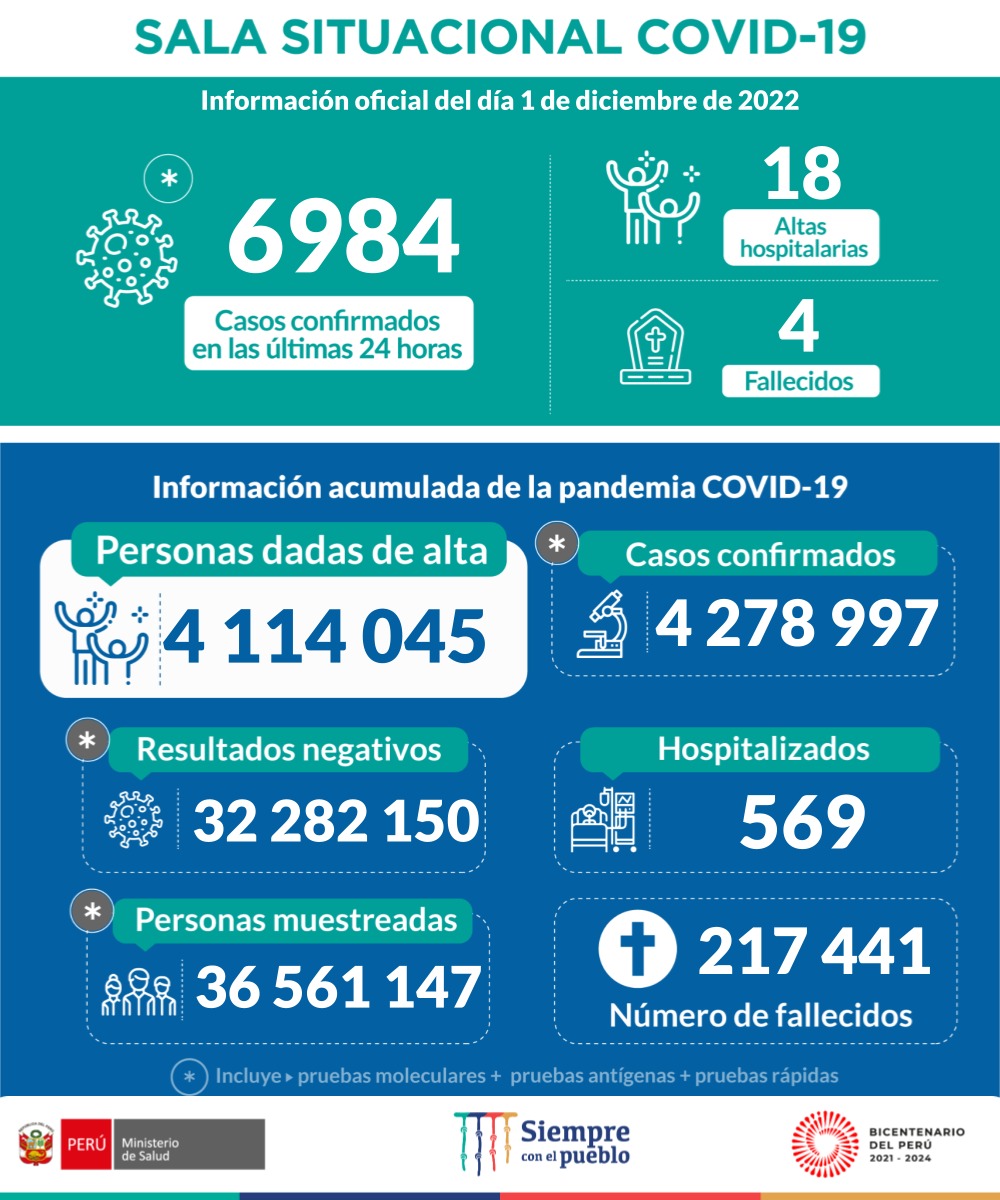 SALA SITUACIONAL COVID-19
Información oficial del día 1 de diciembre de 2022
*
6984
Casos confirmados
en las últimas 24 horas
18
Altas
hospitalarias
4
Fallecidos
Información acumulada de la pandemia COVID-19
Personas dadas de alta
4 114 045
*
Casos confirmados
4 278 997
*
Resultados negativos
32 282 150
Hospitalizados
569
*
Personas muestreadas
36 561 147
217 441
Número de fallecidos
* Incluye▸ pruebas moleculares + pruebas antígenas + pruebas rápidas
PERÚ
Ministerio
de Salud
Siempre
con el pueblo
BICENTENARIO
DEL PERÚ
2021 - 2024